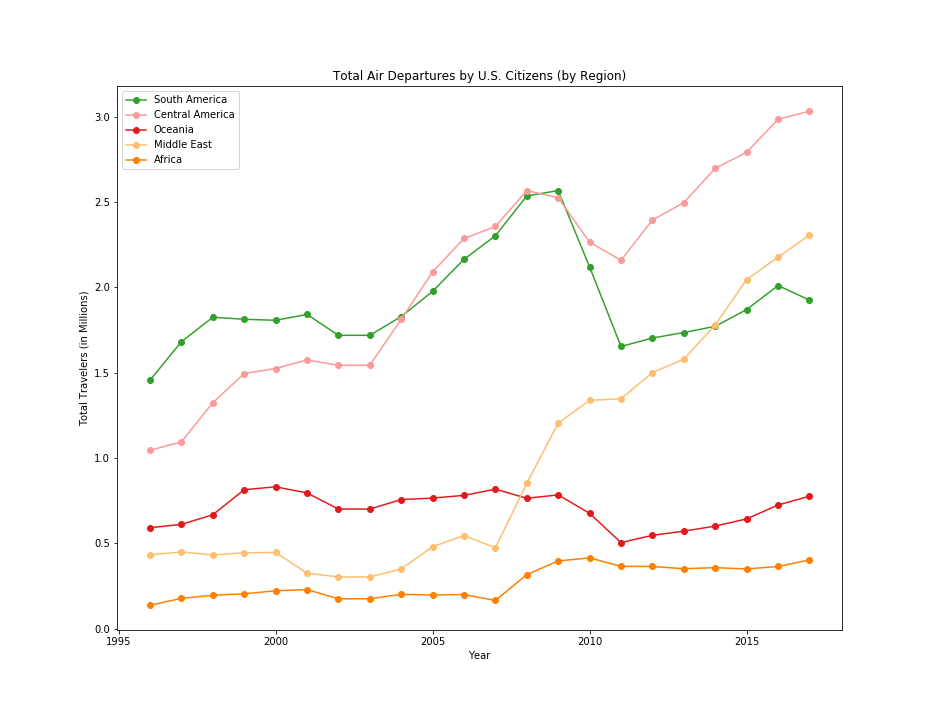 Total Air Departures by U.S. Citizens (by Region)
South America
Central America
Oceania
Middle East
Africa
3.0
2.5
2.0
1.5
1.0
0.5
0.0
Total Travelers (in Millions)
1995 2000 2005 2010 2015
Year